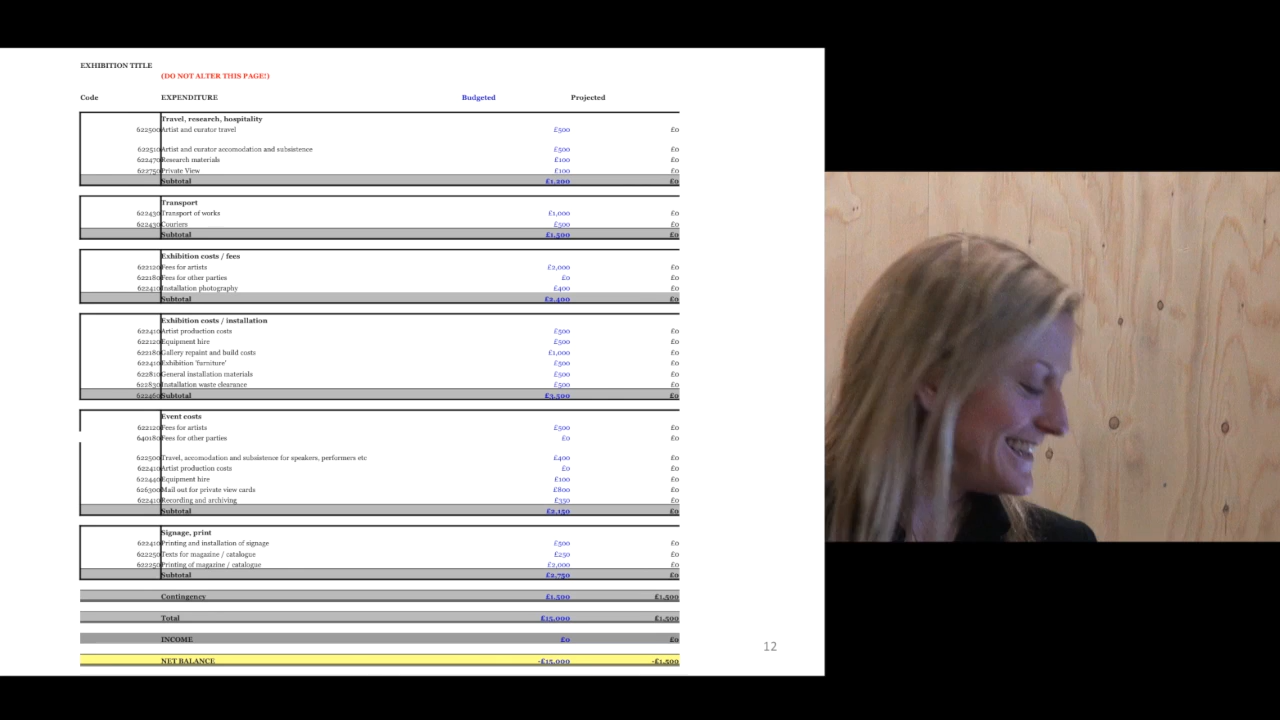 EXHIBITION TITLE
(DO NOT ALTER THIS PAGE!)
Code EXPENDITURE Budgeted Projected
Travel, research, hospitality
622500 Artist and curator travel £500 £0
622510 Artist and curator accomodation and subsistence £500 £0
622470 Research materials £100 £0
622750 Private View £100 £0
Subtotal £1,200 £0
Transport
622430 Transport of works £1,000 £0
622430 Couriers £500 £0
Subtotal £1,500 £0
Exhibition costs / fees
622120 Fees for artists £2,000 £0
622180 Fees for other parties £0 £0
622410 Installation photography £400 £0
Subtotal £2,400 £0
Exhibition costs / installation
622410 Artist production costs £500 £0
622120 Equipment hire £500 £0
622180 Gallery repaint and build costs £1,000 £0
622410 Exhibition 'furniture' £500 £0
622810 General installation materials £500 £0
622830 Installation waste clearance £500 £0
622460 Subtotal £3,500 £0
Event costs
622120 Fees for artists £500 £0
640180 Fees for other parties £0 £0
622500 Travel, accomodation and subsistence for speakers, performers etc £400 £0
622410 Artist production costs £0 £0
622440 Equipment hire £100 £0
626300 Mail out for private view cards £800 £0
622410 Recording and archiving £350 £0
Subtotal £2,150 £0
Signage, print
622410 Printing and installation of signage £500 £0
622250 Texts for magazine / catalogue £250 £0
622250 Printing of magazine / catalogue £2,000 £0
Subtotal £2,750 £0
Contingency £1,500 £1,500
Total £15,000 £1,500
INCOME £0 £0
NET BALANCE -£15,000 -£1,500
12